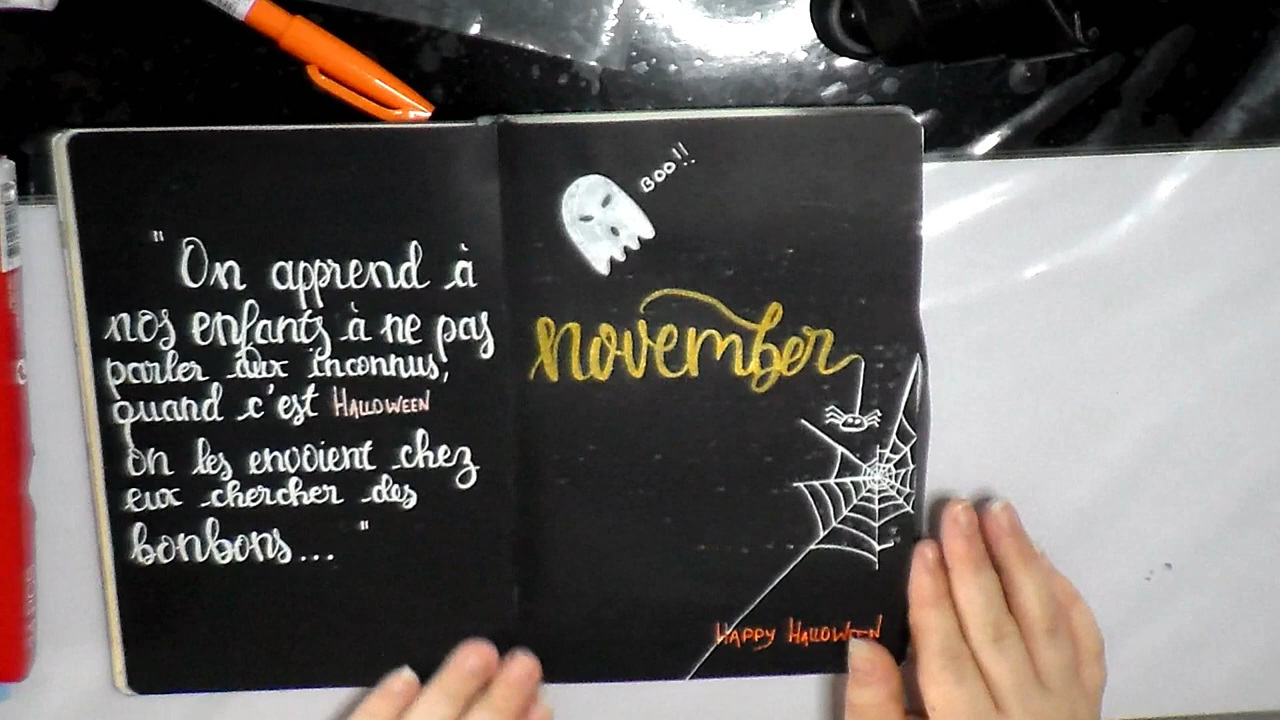 " On apprend à
nos enfants à ne pas
parler aux inconnus,
quand c'est HALLOWEEN
on les envoient chez
eux chercher des
bonbons... "
BOO!!
november
HAPPY HALLOWEEN